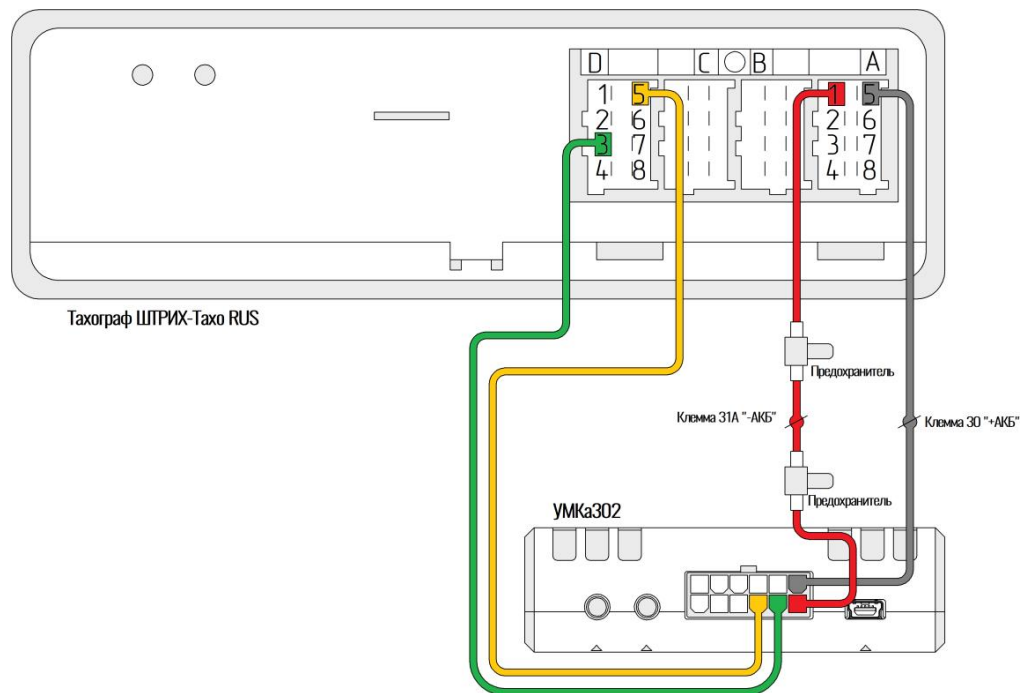 D C B A
1 5 1 5
2 6 2 6
3 7 3 7
4 8 4 8
Тахограф ШТРИХ-Тахо RUS
Предохранитель
Клемма 31А "-АКБ"
Клемма 30 "+АКБ"
Предохранитель
УМКа302